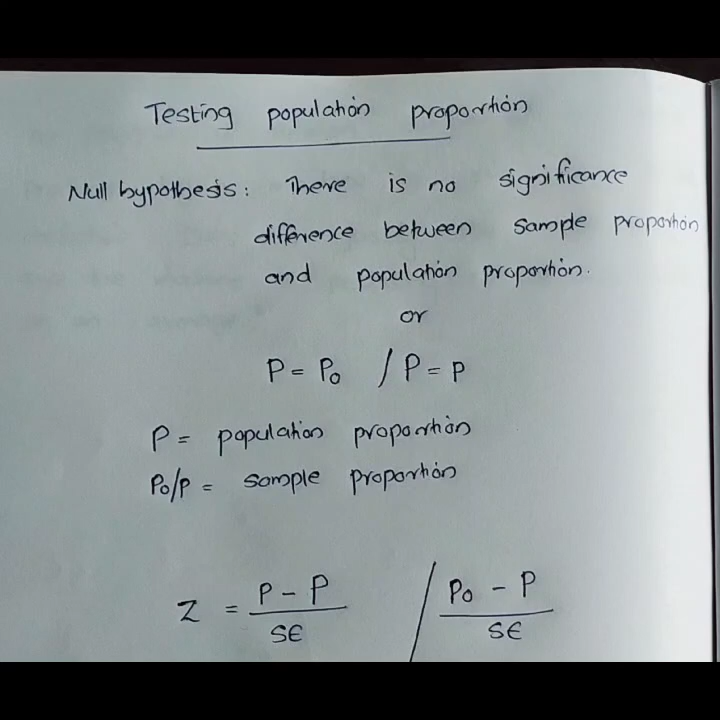 Testing population proportion
Null hypothesis: There is no significance
difference between sample proportion
and population proportion.
or
P = P₀ / P = p
P = population proportion
P₀/p = sample proportion
Z = p - P / SE / P₀ - P / SE